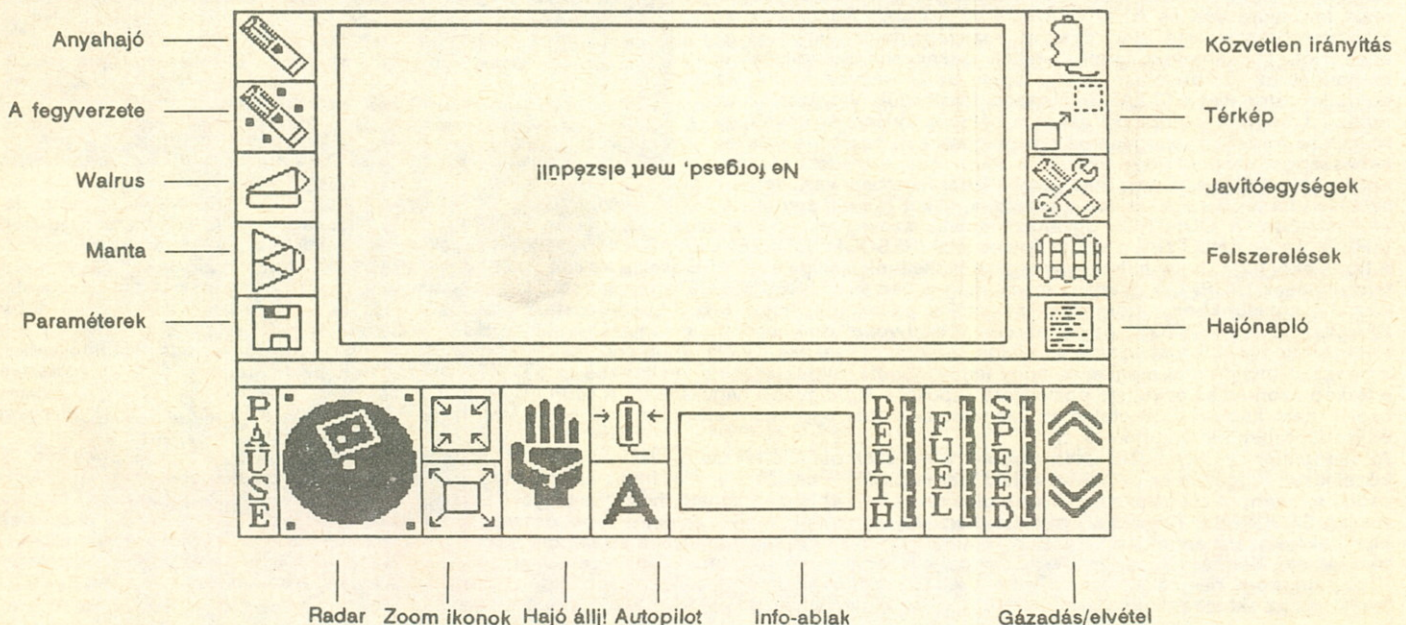 Anyahajó
A fegyverzete
Walrus
Manta
Paraméterek
Ne forgasd, mert elszédül!!
Közvetlen irányítás
Térkép
Javítóegységek
Felszerelések
Hajónapló
PAUSE
A
DEPTH
FUEL
SPEED
Radar
Zoom ikonok
Hajó állj!
Autopilot
Info-ablak
Gázadás/elvétel